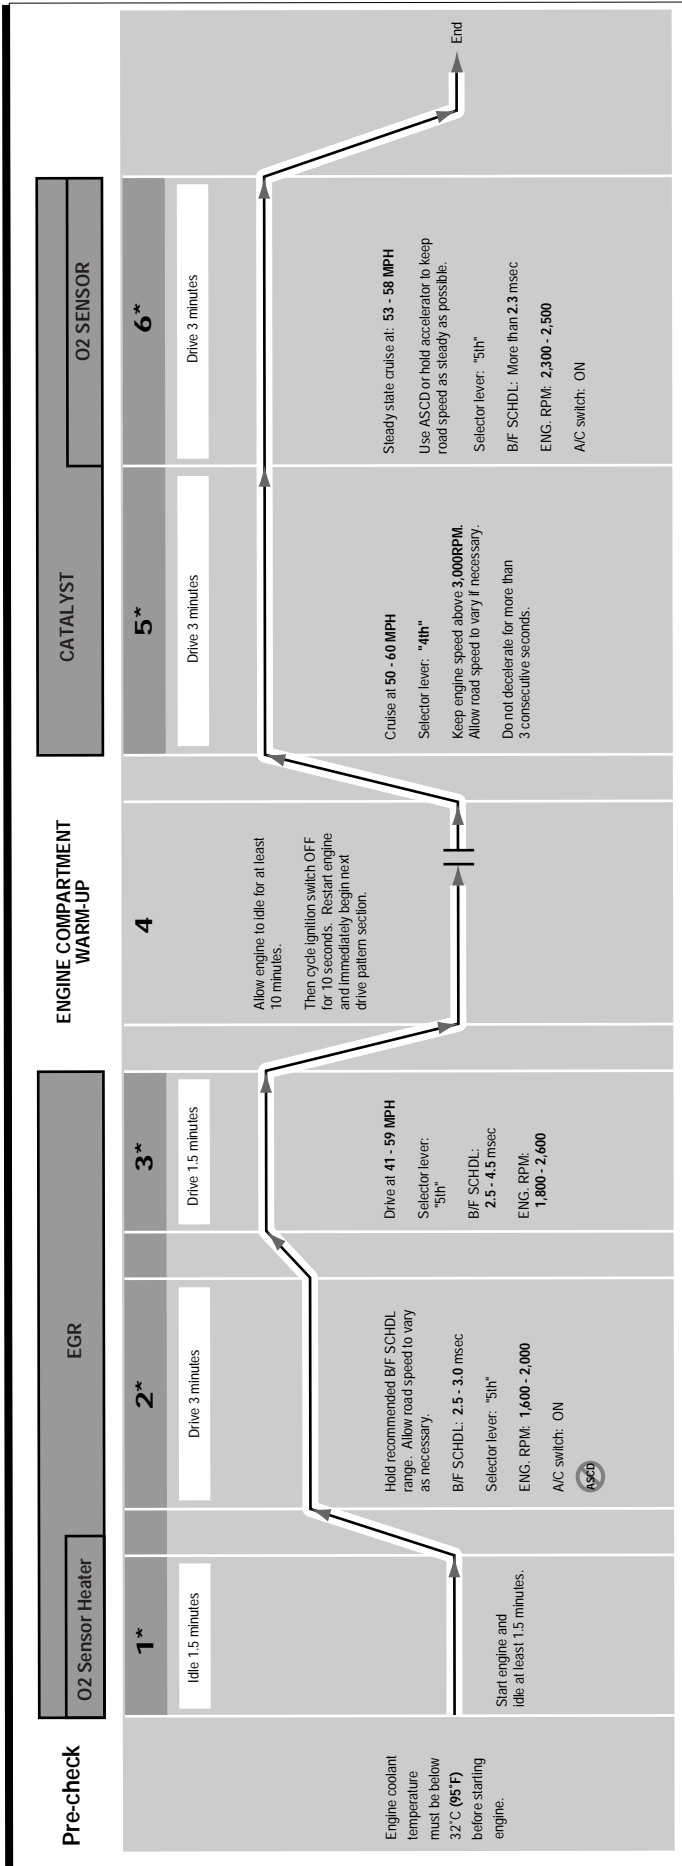 Pre-check
O2 Sensor Heater
EGR
ENGINE COMPARTMENT
WARM-UP
CATALYST
O2 SENSOR
1*
2*
3*
4
5*
6*
Idle 1.5 minutes
Drive 3 minutes
Drive 1.5 minutes
Drive 3 minutes
Drive 3 minutes
Engine coolant
temperature
must be below
32˚C (95˚F)
before starting
engine.
Start engine and
idle at least 1.5 minutes.
Hold recommended B/F SCHDL
range. Allow road speed to vary
as necessary.
B/F SCHDL: 2.5 - 3.0 msec
Selector lever: "5th"
ENG. RPM: 1,600 - 2,000
A/C switch: ON
ASCD
Drive at 41 - 59 MPH
Selector lever:
"5th"
B/F SCHDL:
2.5 - 4.5 msec
ENG. RPM:
1,800 - 2,600
Allow engine to idle for at least
10 minutes.
Then cycle ignition switch OFF
for 10 seconds. Restart engine
and immediately begin next
drive pattern section.
Cruise at 50 - 60 MPH
Selector lever: "4th"
Keep engine speed above 3,000RPM.
Allow road speed to vary if necessary.
Do not decelerate for more than
3 consecutive seconds.
Steady state cruise at: 53 - 58 MPH
Use ASCD or hold accelerator to keep
road speed as steady as possible.
Selector lever: "5th"
B/F SCHDL: More than 2.3 msec
ENG. RPM: 2,300 - 2,500
A/C switch: ON
End